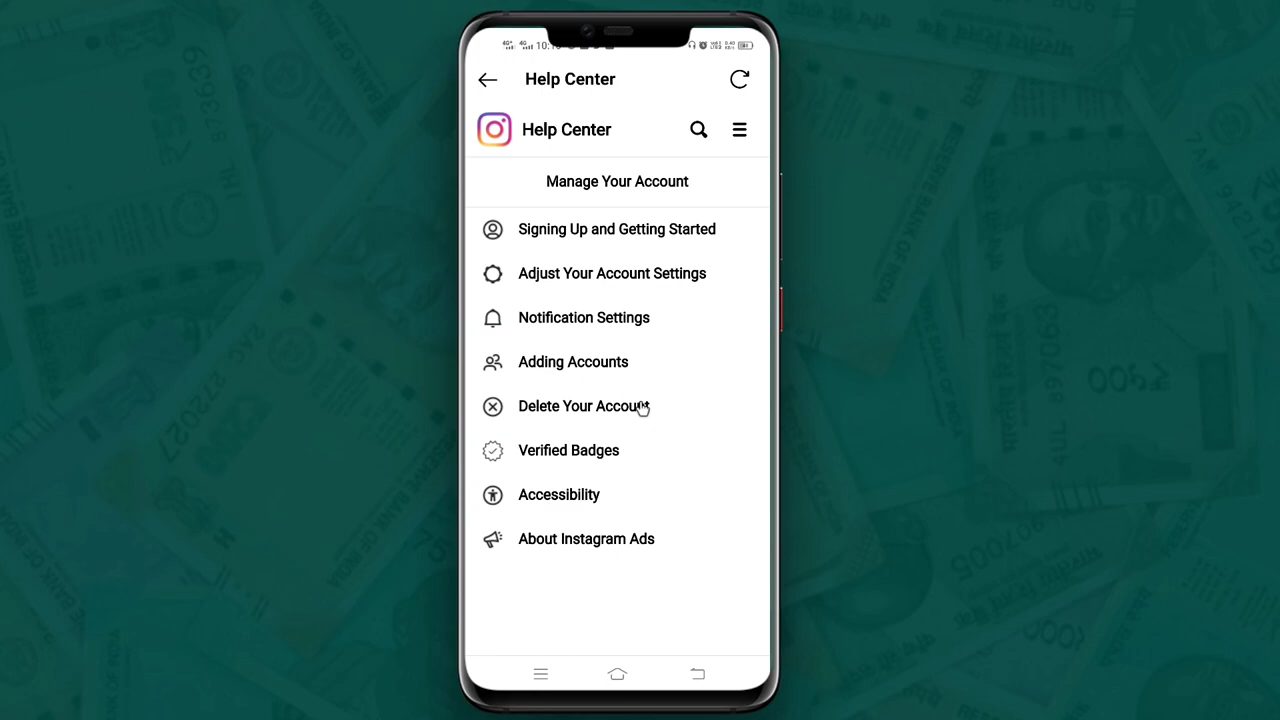 Help Center
Help Center
Manage Your Account
Signing Up and Getting Started
Adjust Your Account Settings
Notification Settings
Adding Accounts
Delete Your Account
Verified Badges
Accessibility
About Instagram Ads